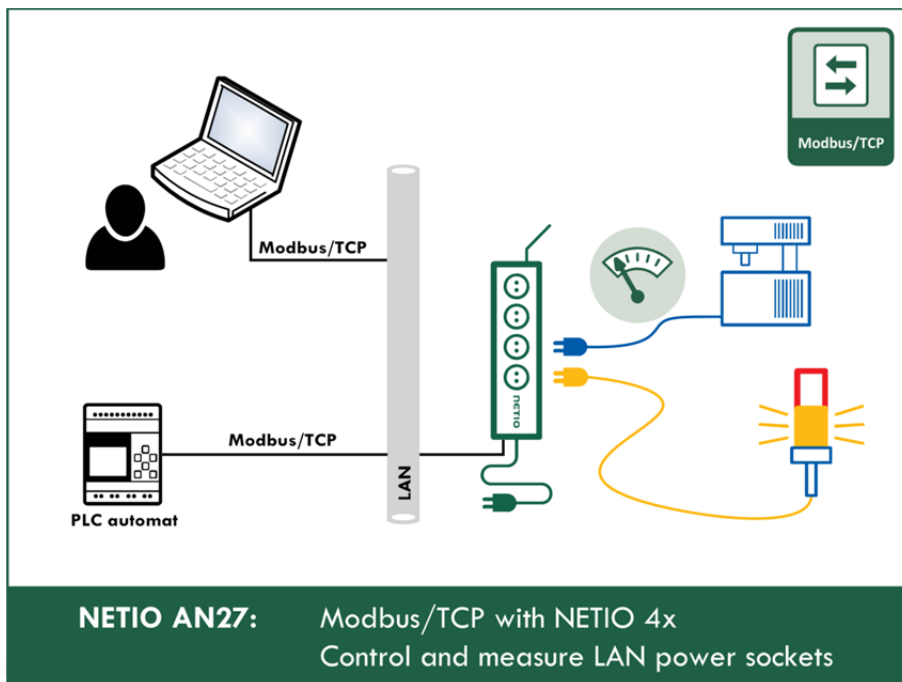 Modbus/TCP
Modbus/TCP
Modbus/TCP
LAN
NETIO
PLC automat
NETIO AN27: Modbus/TCP with NETIO 4x
Control and measure LAN power sockets